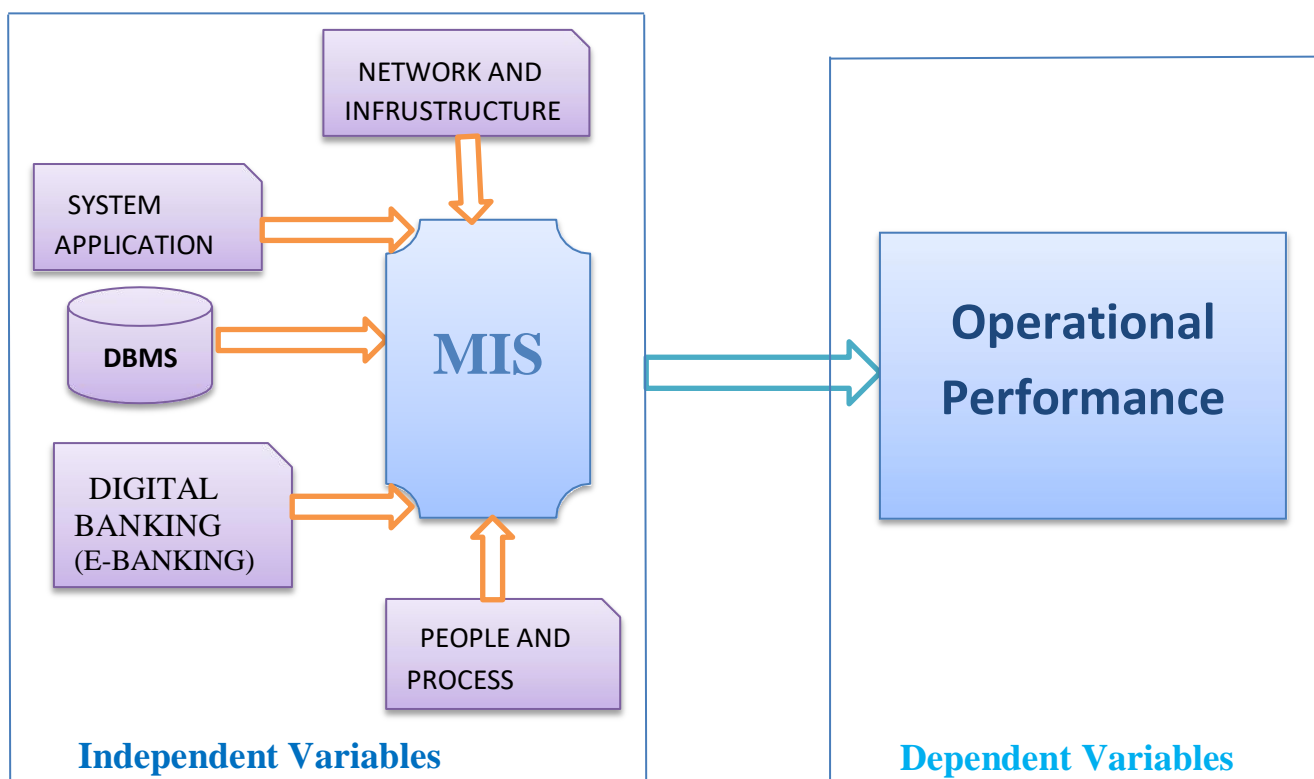 NETWORK AND
INFRUSTRUCTURE
SYSTEM
APPLICATION
DBMS
MIS
DIGITAL
BANKING
(E-BANKING)
PEOPLE AND
PROCESS
Independent Variables
Operational
Performance
Dependent Variables